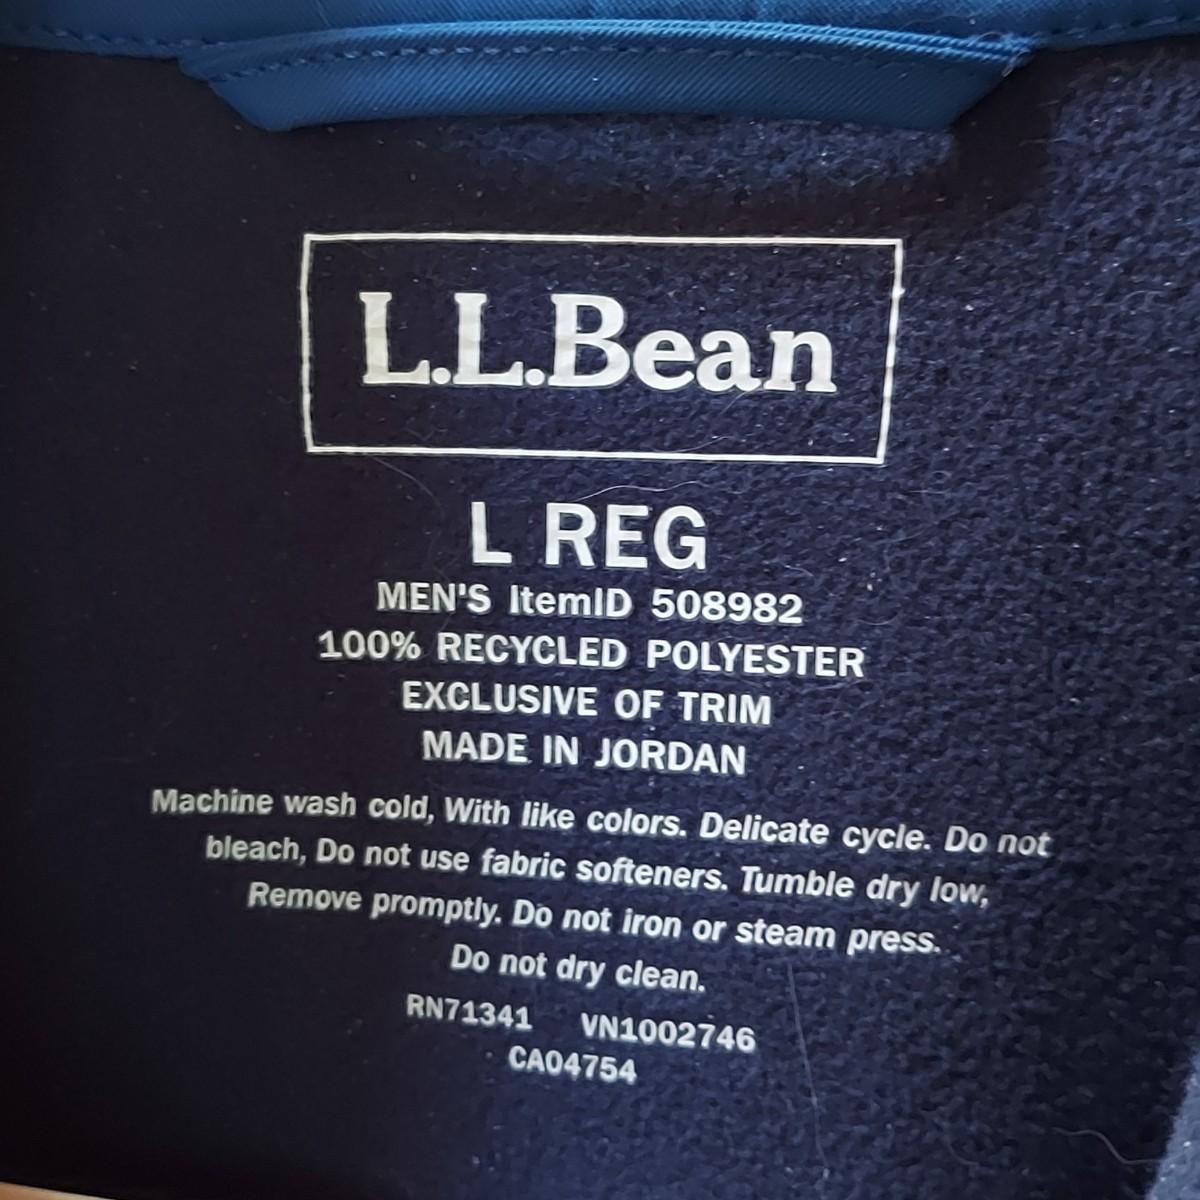 L.L.Bean
L REG
MEN'S ItemID 508982
100% RECYCLED POLYESTER
EXCLUSIVE OF TRIM
MADE IN JORDAN
Machine wash cold, With like colors. Delicate cycle. Do not
bleach, Do not use fabric softeners. Tumble dry low,
Remove promptly. Do not iron or steam press.
Do not dry clean.
RN71341 VN1002746
CA04754